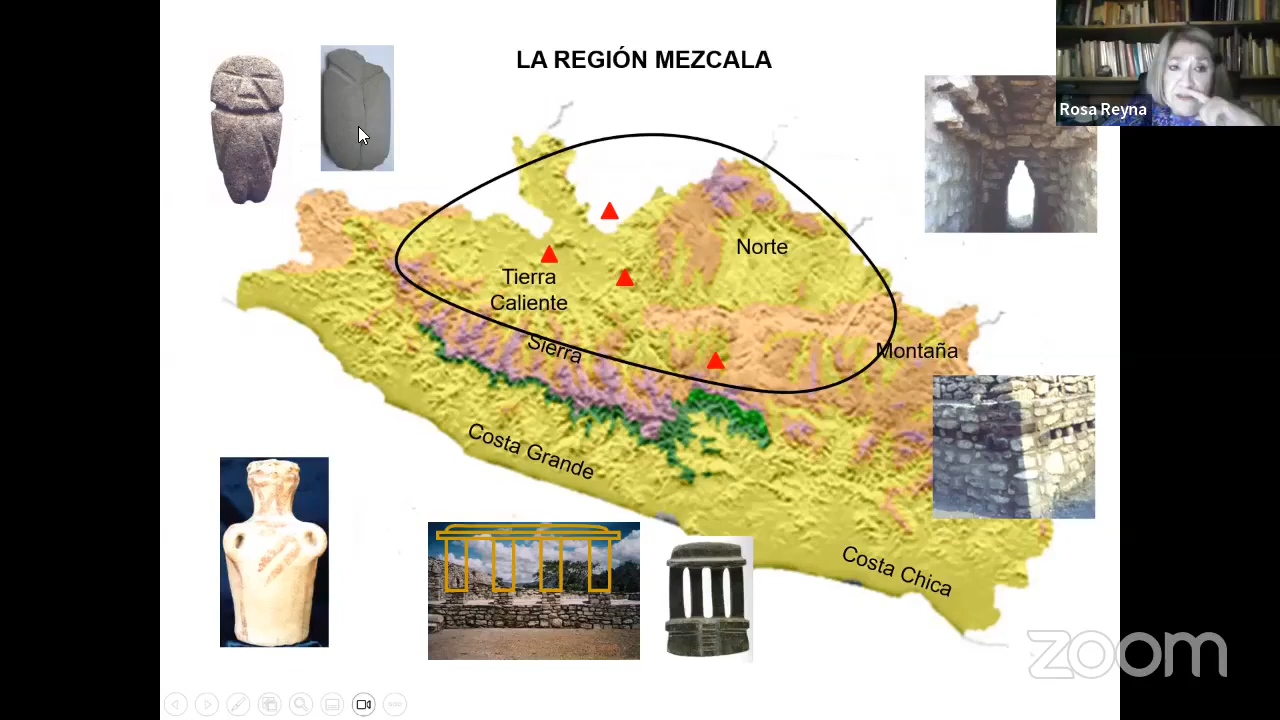 LA REGIÓN MEZCALA
Rosa Reyna
Norte
Tierra
Caliente
Sierra
Montaña
Costa Grande
Costa Chica
zoom